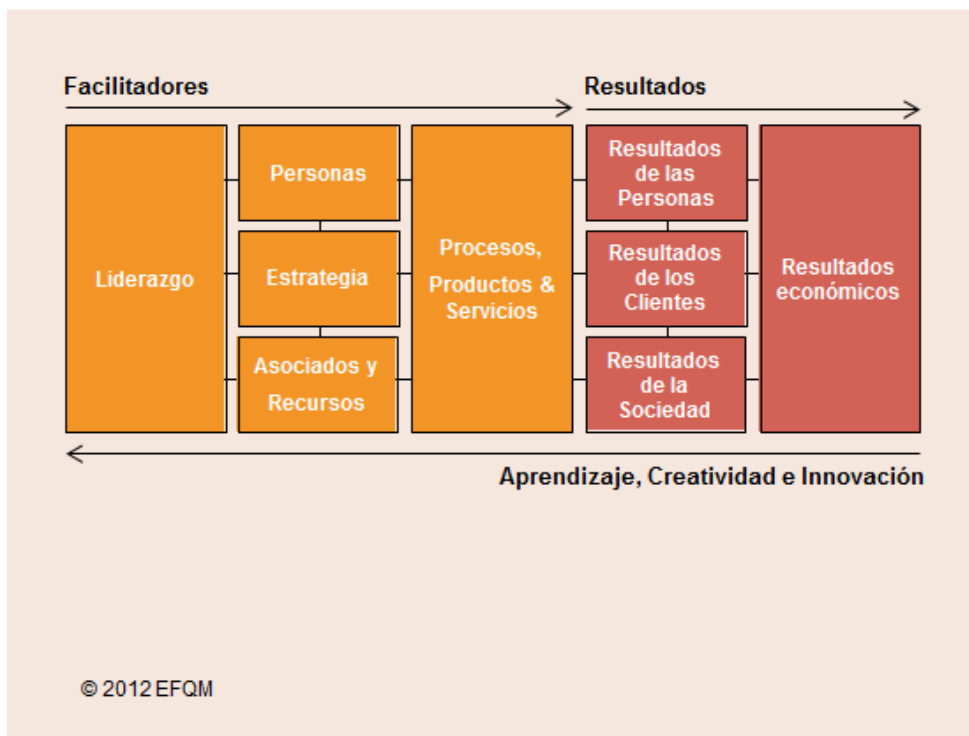 Facilitadores
Resultados
Liderazgo
Personas
Estrategia
Asociados y
Recursos
Procesos,
Productos &
Servicios
Resultados
de las
Personas
Resultados
de los
Clientes
Resultados
de la
Sociedad
Resultados
económicos
Aprendizaje, Creatividad e Innovación
© 2012 EFQM